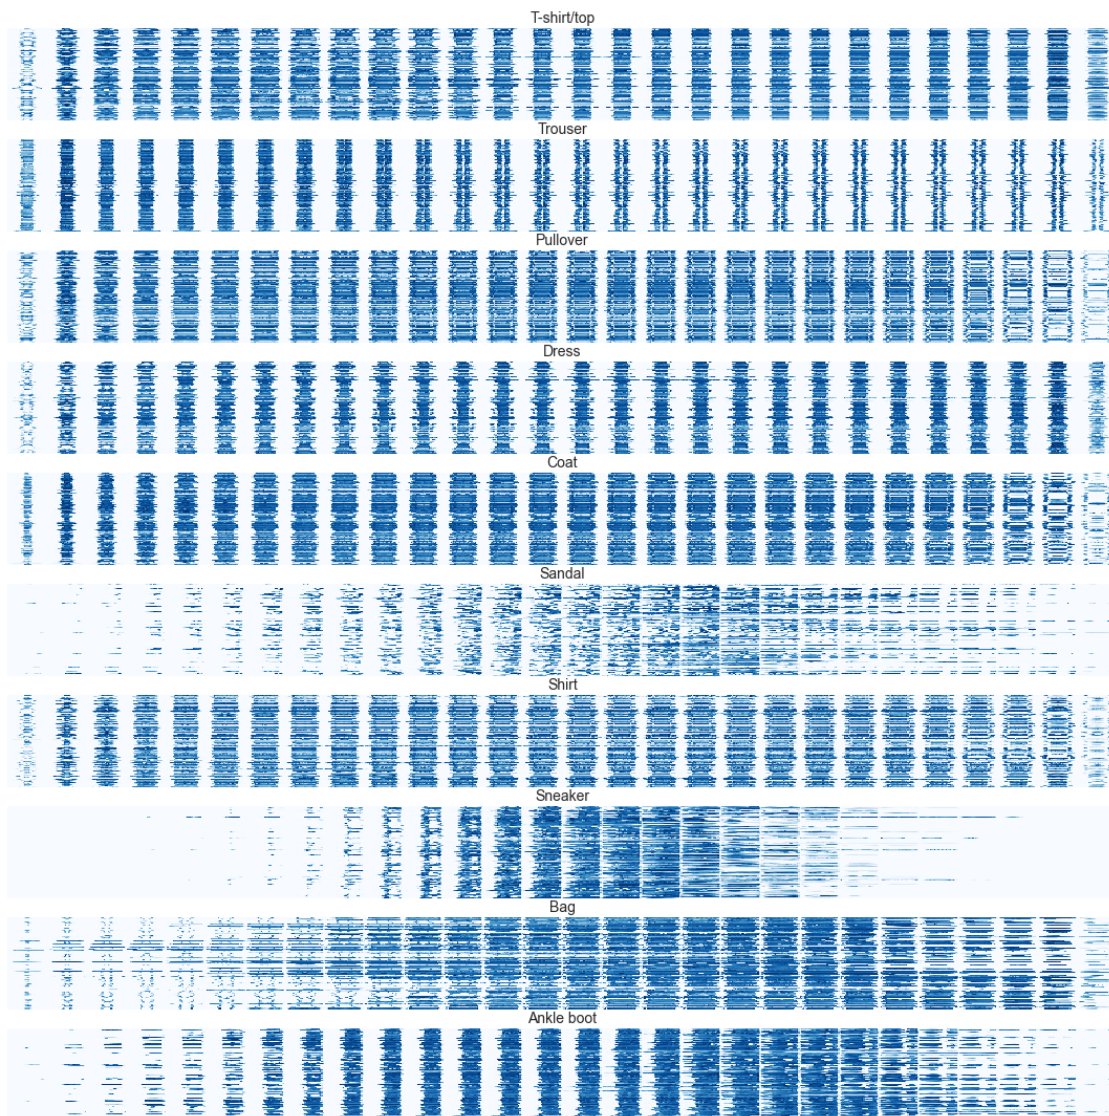 T-shirt/top
Trouser
Pullover
Dress
Coat
Sandal
Shirt
Sneaker
Bag
Ankle boot